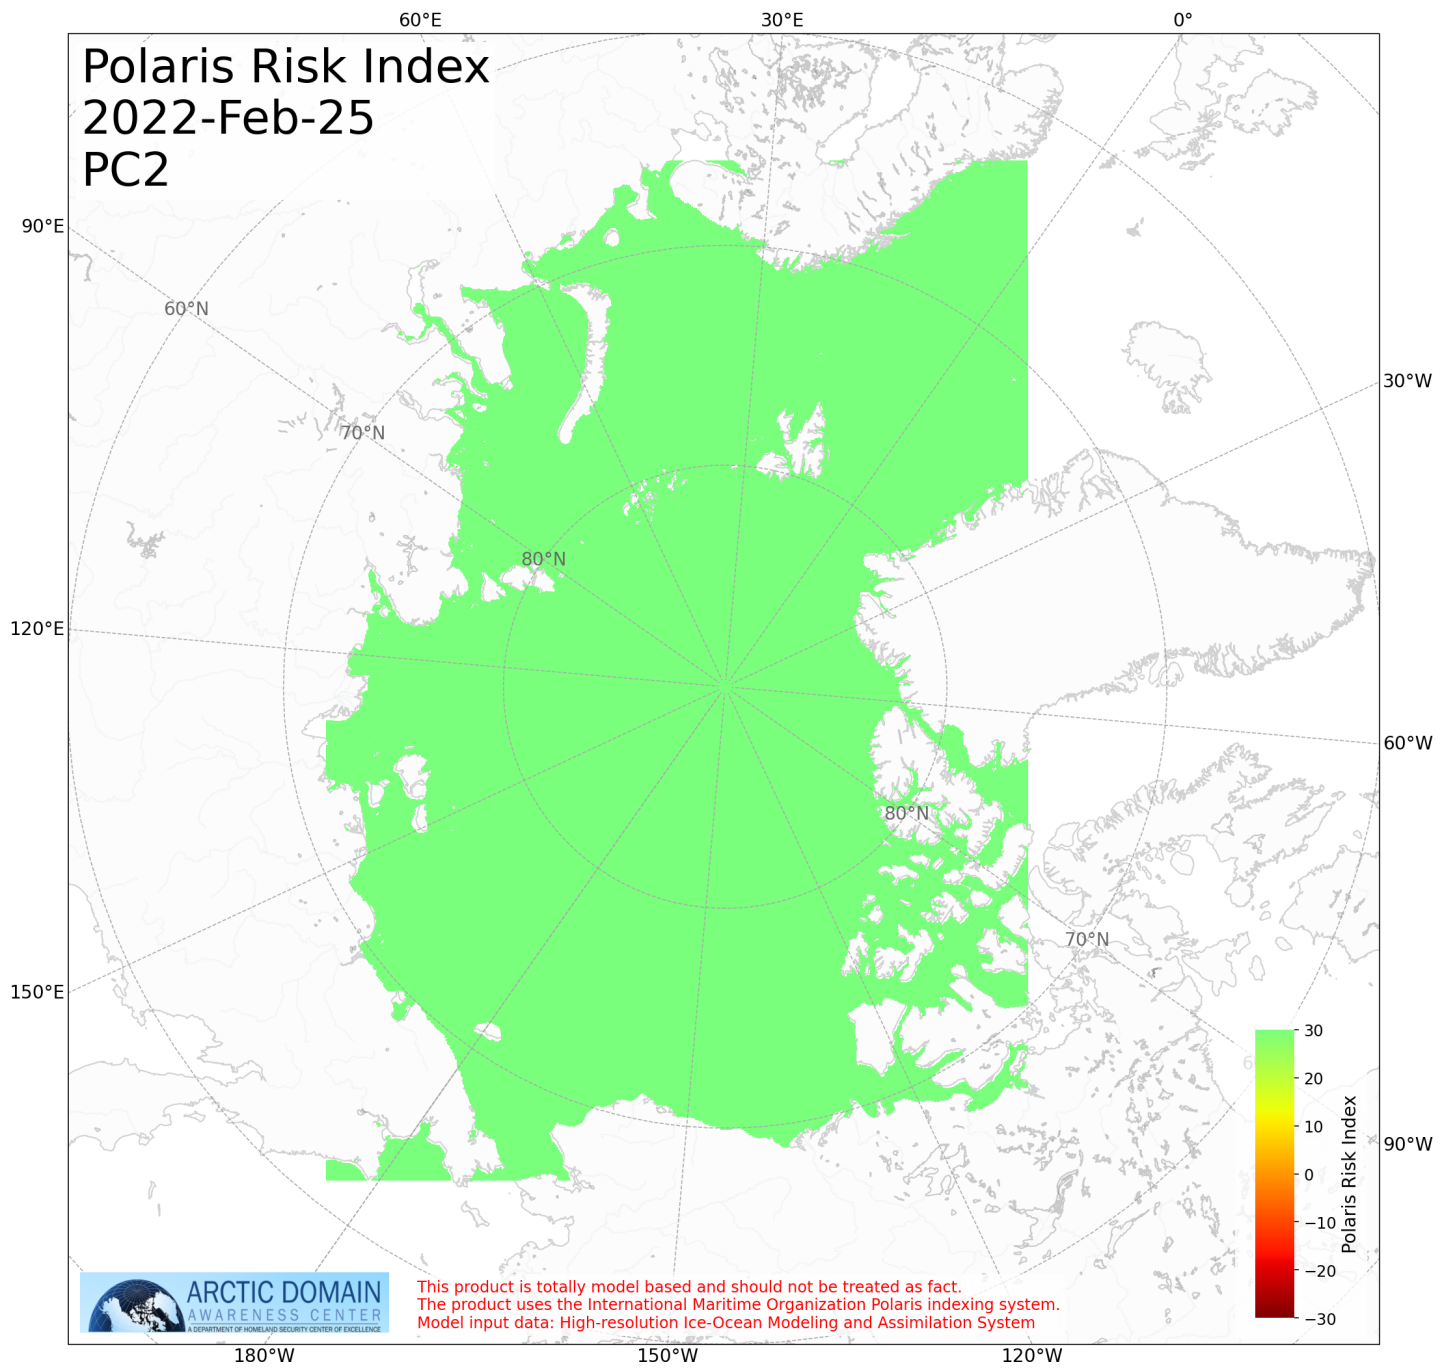 60°E
30°E
0°
Polaris Risk Index
2022-Feb-25
PC2
90°E
60°N
30°W
70°N
80°N
120°E
60°W
80°N
70°N
150°E
30
20
10
0
−10
−20
−30
Polaris Risk Index
90°W
ARCTIC DOMAIN
AWARENESS CENTER
A DEPARTMENT OF HOMELAND SECURITY CENTER OF EXCELLENCE
This product is totally model based and should not be treated as fact.
The product uses the International Maritime Organization Polaris indexing system.
Model input data: High-resolution Ice-Ocean Modeling and Assimilation System
180°W
150°W
120°W